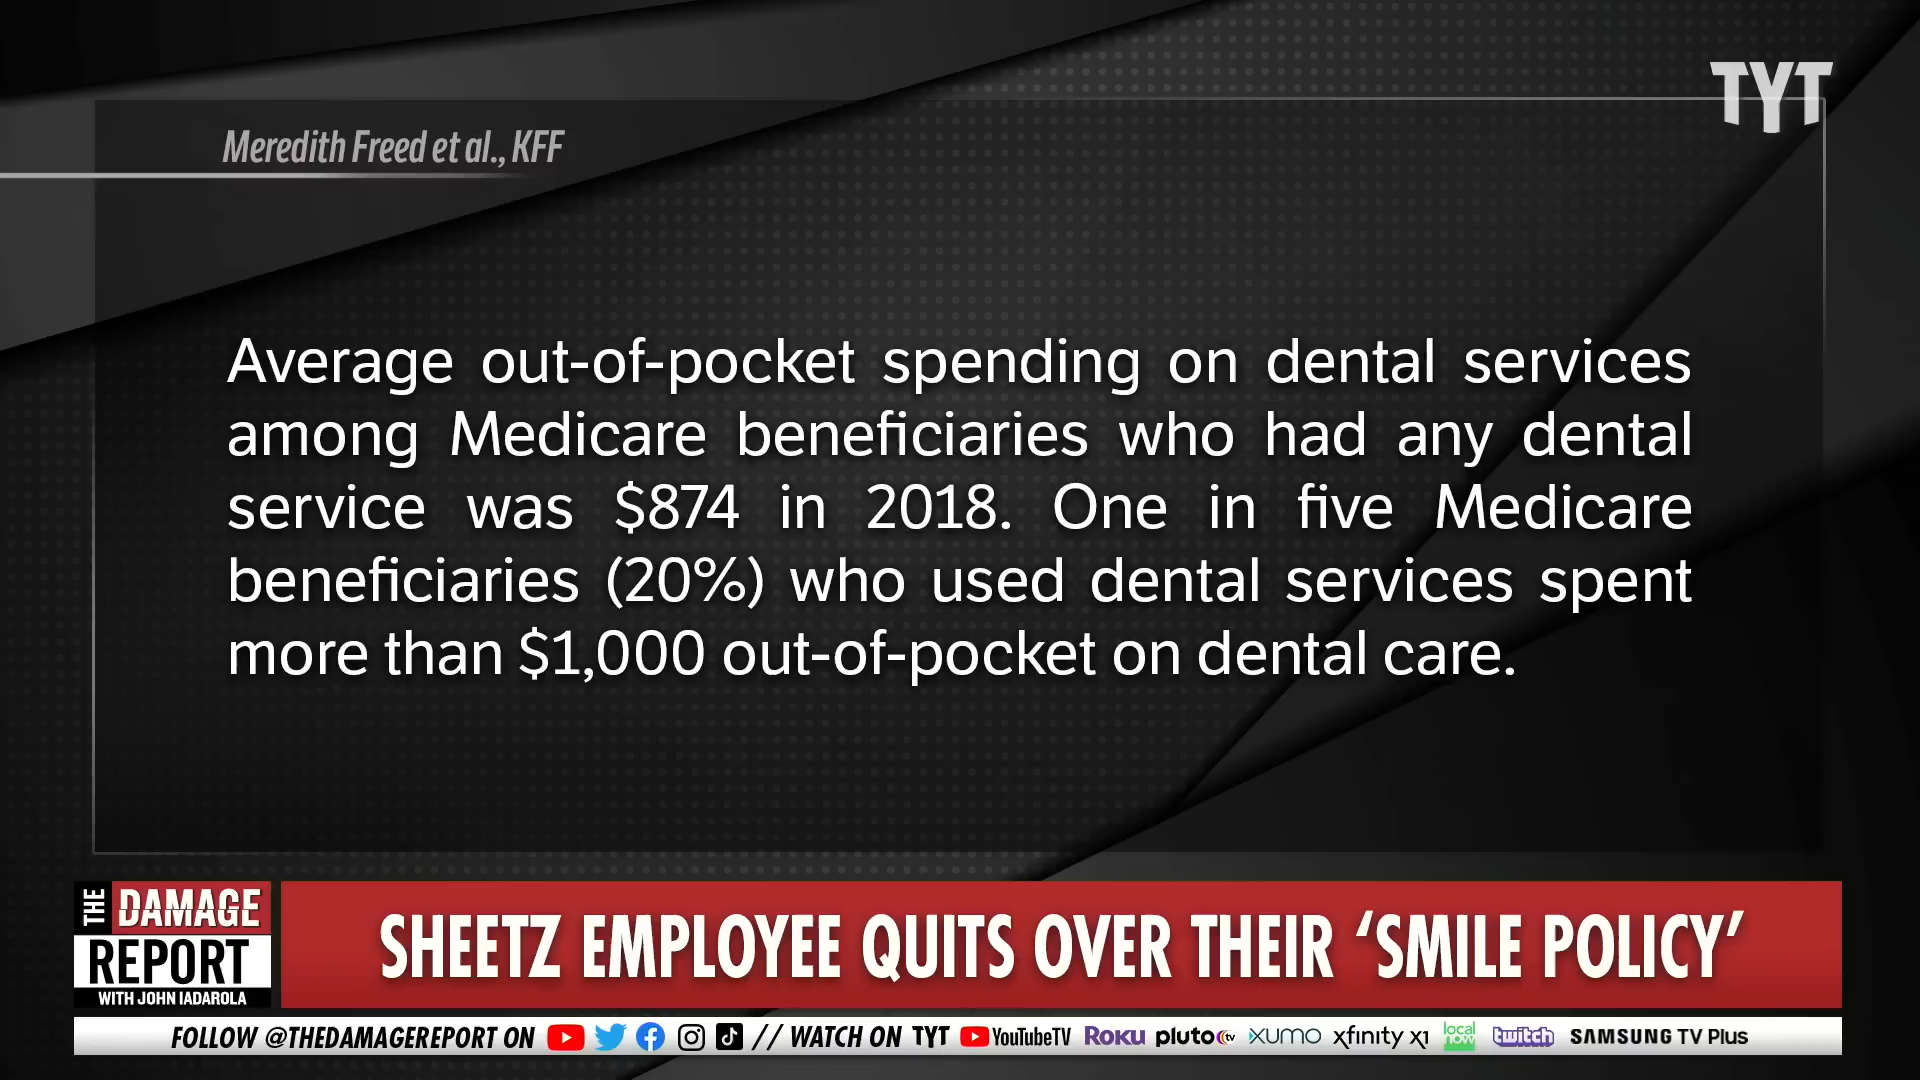 TYT
Meredith Freed et al., KFF
Average out-of-pocket spending on dental services
among Medicare beneficiaries who had any dental
service was $874 in 2018. One in five Medicare
beneficiaries (20%) who used dental services spent
more than $1,000 out-of-pocket on dental care.
THE DAMAGE
REPORT
WITH JOHN IADAROLA
SHEETZ EMPLOYEE QUITS OVER THEIR ‘SMILE POLICY’
FOLLOW @THEDAMAGEREPORT ON // WATCH ON TYT YouTubeTV ROKU pluto tv XUMO xfinity x1 local now twitch SAMSUNG TV Plus